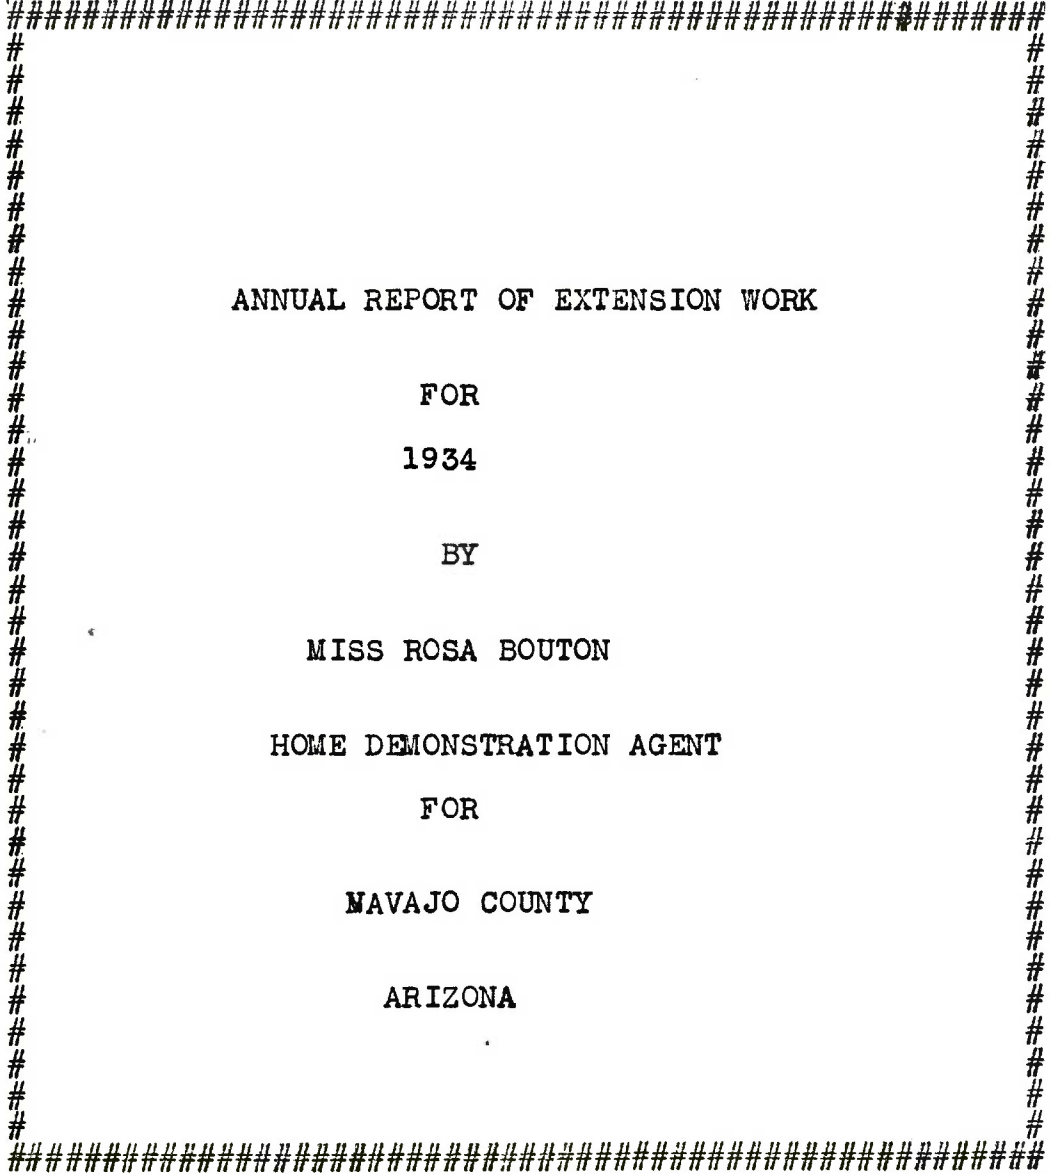 ANNUAL REPORT OF EXTENSION WORK
FOR
1934
BY
MISS ROSA BOUTON
HOME DEMONSTRATION AGENT
FOR
NAVAJO COUNTY
ARIZONA